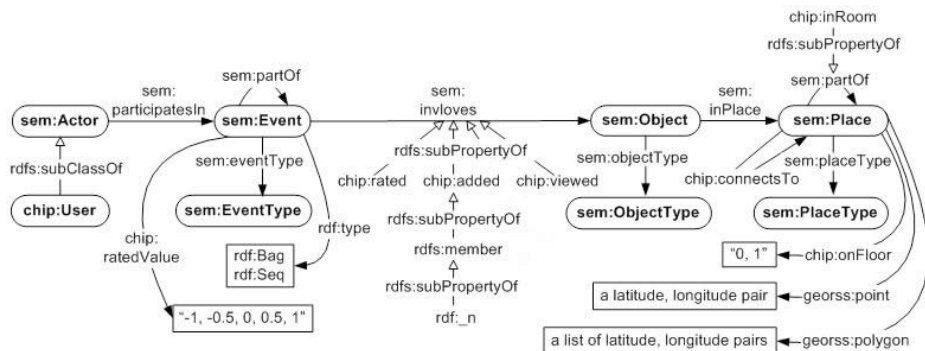 chip:inRoom
rdfs:subPropertyOf
sem:partOf
sem:
participatesIn
sem:partOf
sem:
invloves
sem:
inPlace
sem:Actor
sem:Event
sem:Object
sem:Place
rdfs:subClassOf
sem:eventType
rdfs:subPropertyOf
sem:objectType
sem:placeType
chip:rated
chip:added
chip:viewed
chip:connectsTo
chip:User
sem:EventType
rdf:type
rdfs:subPropertyOf
sem:ObjectType
sem:PlaceType
chip:
ratedValue
rdf:Bag
rdf:Seq
rdfs:member
"0, 1"
chip:onFloor
rdfs:subPropertyOf
a latitude, longitude pair
georss:point
"-1, -0.5, 0, 0.5, 1"
rdf:_n
a list of latitude, longitude pairs
georss:polygon